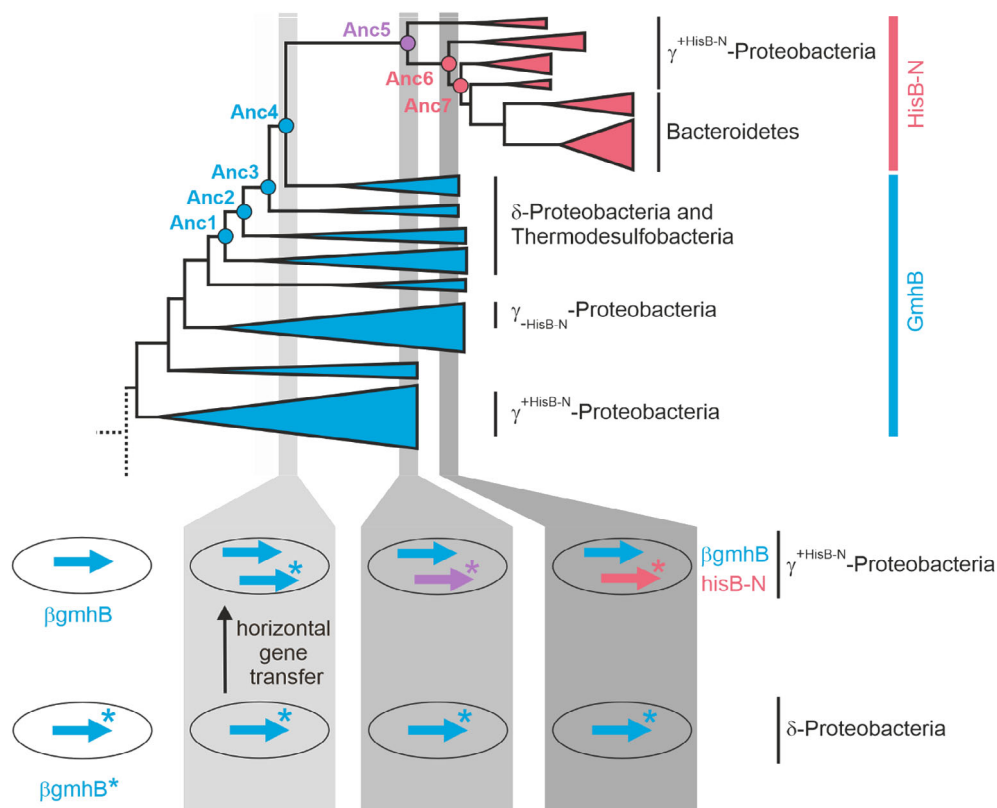 Anc5
γ+HisB-N-Proteobacteria
Anc6
Anc7
HisB-N
Anc4
Bacteroidetes
Anc3
Anc2
Anc1
δ-Proteobacteria and
Thermodesulfobacteria
GmhB
γ-HisB-N-Proteobacteria
γ+HisB-N-Proteobacteria
*
*
*
βgmhB
hisB-N
γ+HisB-N-Proteobacteria
βgmhB
horizontal
gene
transfer
*
*
*
*
δ-Proteobacteria
βgmhB*